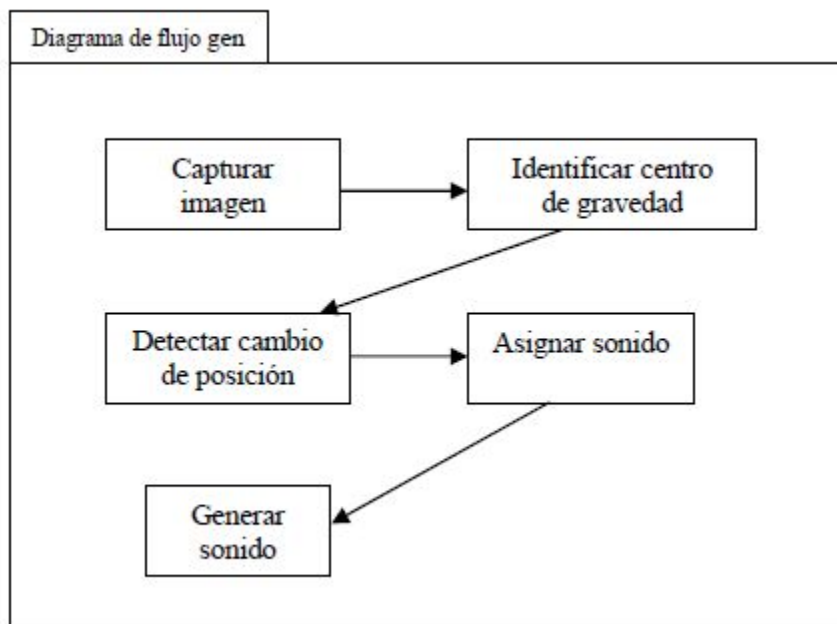 Diagrama de flujo gen
Capturar
imagen
Identificar centro
de gravedad
Detectar cambio
de posición
Asignar sonido
Generar
sonido